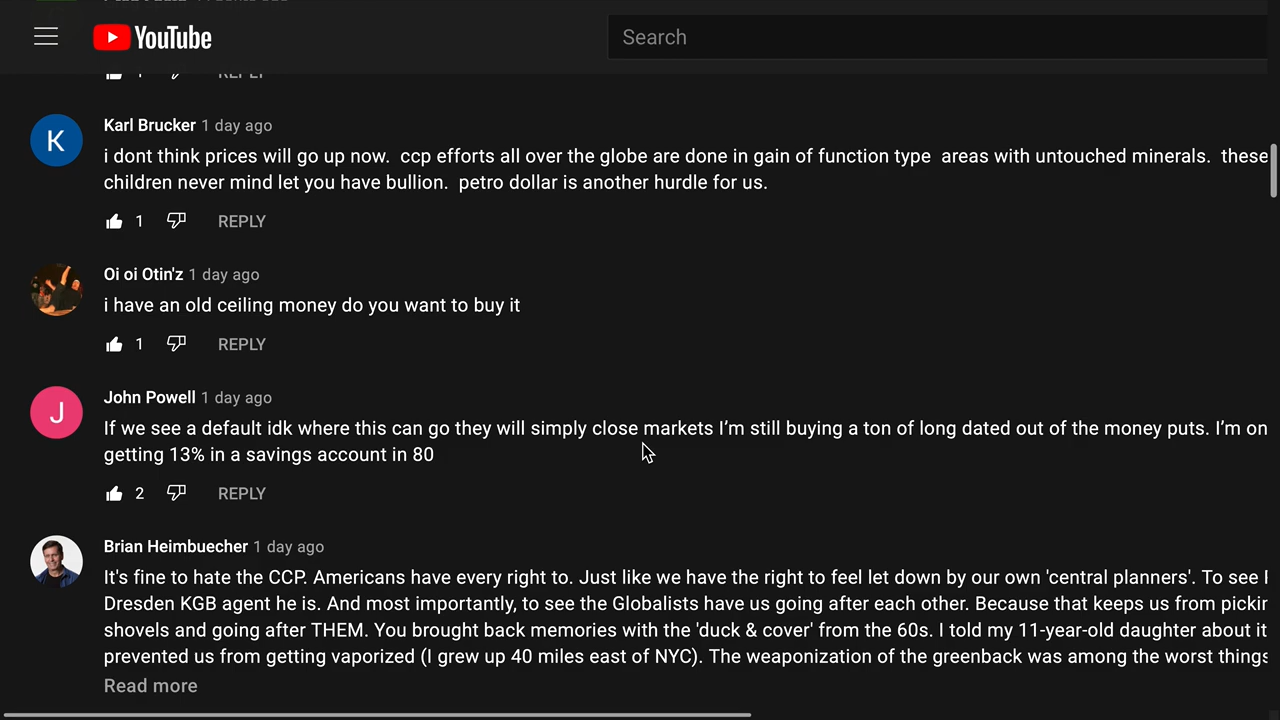 YouTube
Search
REPLY
Karl Brucker 1 day ago
K
i dont think prices will go up now.  ccp efforts all over the globe are done in gain of function type  areas with untouched minerals.  these
children never mind let you have bullion.  petro dollar is another hurdle for us.
1 REPLY
Oi oi Otin'z 1 day ago
i have an old ceiling money do you want to buy it
1 REPLY
John Powell 1 day ago
J
If we see a default idk where this can go they will simply close markets I’m still buying a ton of long dated out of the money puts. I’m on
getting 13% in a savings account in 80
2 REPLY
Brian Heimbuecher 1 day ago
It's fine to hate the CCP. Americans have every right to. Just like we have the right to feel let down by our own 'central planners'. To see
Dresden KGB agent he is. And most importantly, to see the Globalists have us going after each other. Because that keeps us from pickin
shovels and going after THEM. You brought back memories with the 'duck & cover' from the 60s. I told my 11-year-old daughter about it
prevented us from getting vaporized (I grew up 40 miles east of NYC). The weaponization of the greenback was among the worst things
Read more